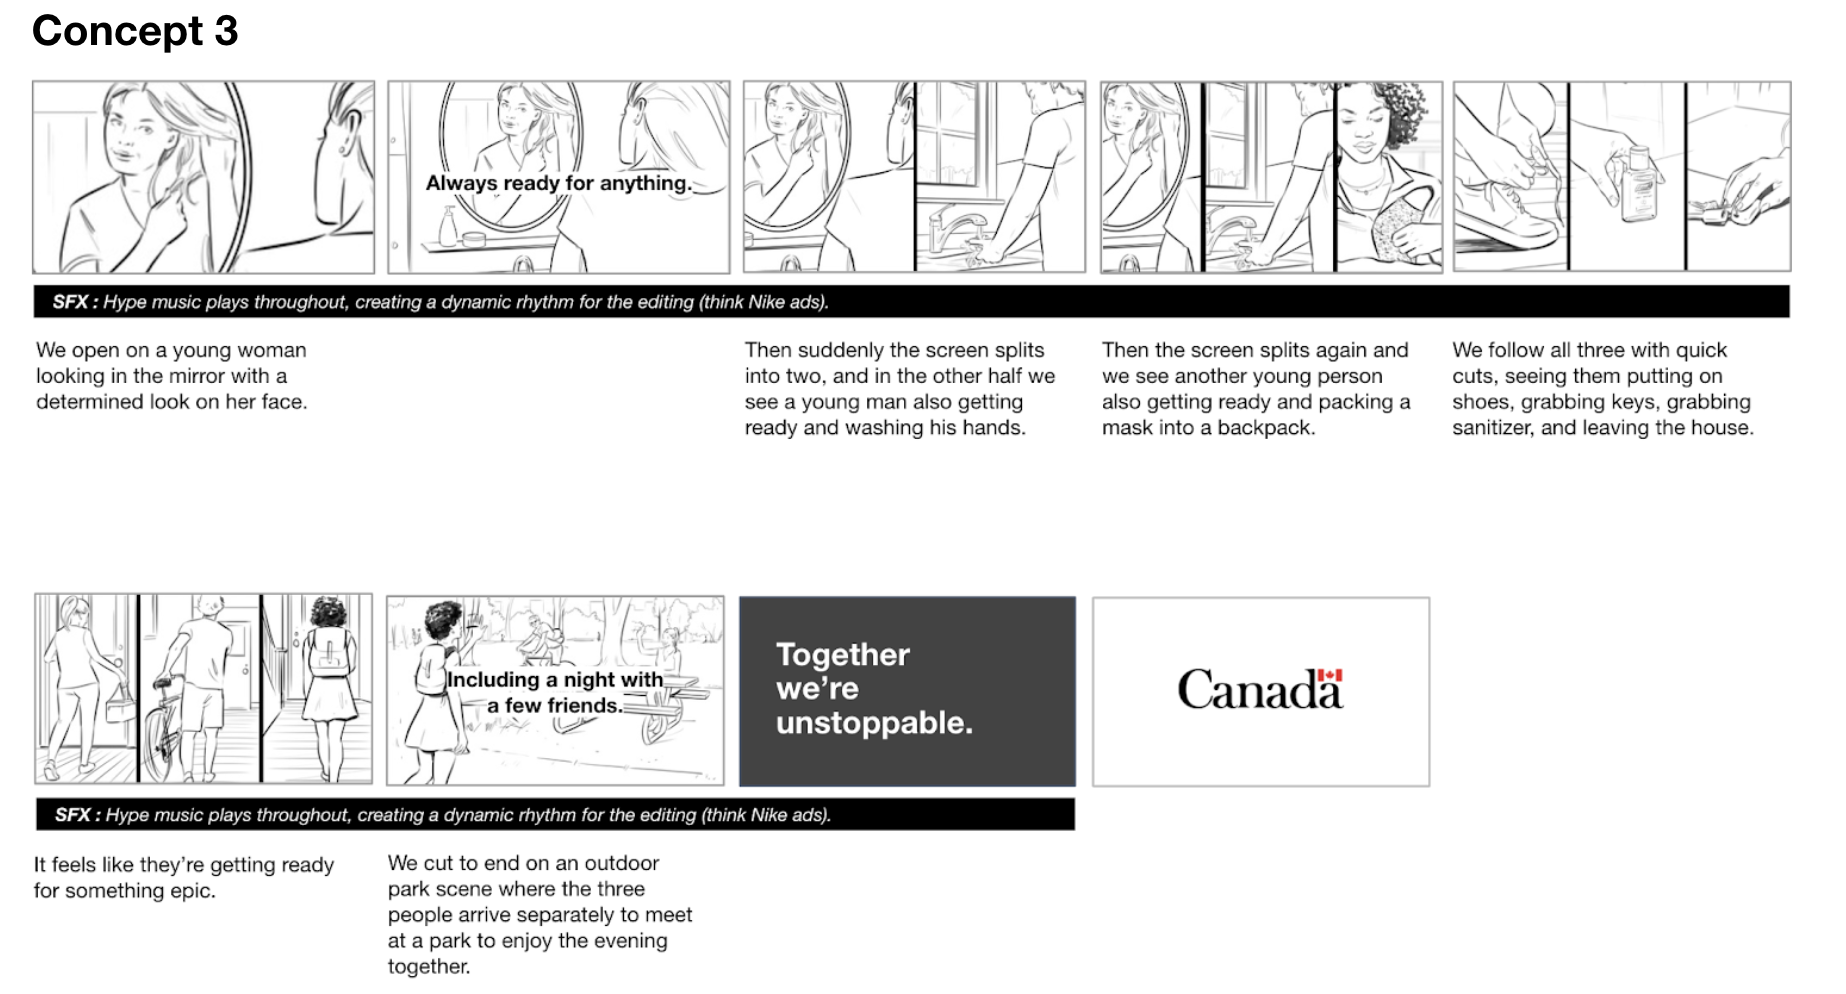 Concept 3
Always ready for anything.
SFX : Hype music plays throughout, creating a dynamic rhythm for the editing (think Nike ads).
We open on a young woman
looking in the mirror with a
determined look on her face.
Then suddenly the screen splits
into two, and in the other half we
see a young man also getting
ready and washing his hands.
Then the screen splits again and
we see another young person
also getting ready and packing a
mask into a backpack.
We follow all three with quick
cuts, seeing them putting on
shoes, grabbing keys, grabbing
sanitizer, and leaving the house.
Including a night with
a few friends.
Together
we're
unstoppable.
Canada
SFX : Hype music plays throughout, creating a dynamic rhythm for the editing (think Nike ads).
It feels like they're getting ready
for something epic.
We cut to end on an outdoor
park scene where the three
people arrive separately to meet
at a park to enjoy the evening
together.